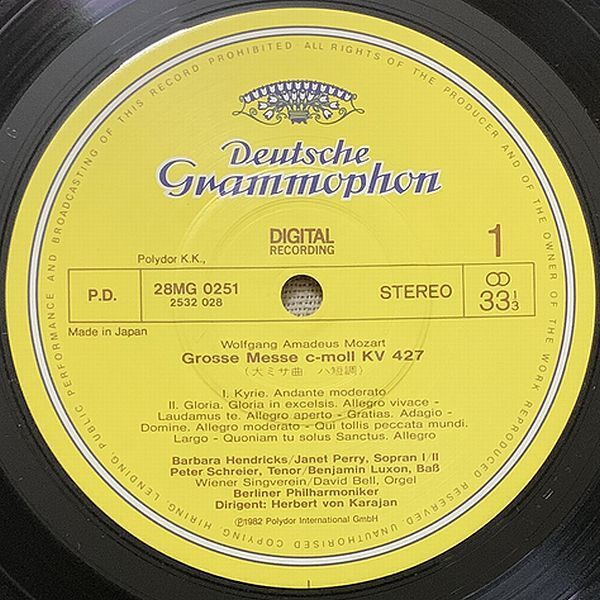 ALL RIGHTS OF THE PRODUCER AND OF THE OWNER OF THE WORK REPRODUCED RESERVED. UNAUTHORISED COPYING, HIRING, LENDING, PUBLIC PERFORMANCE AND BROADCASTING OF THIS RECORD PROHIBITED
Deutsche
Grammophon
DIGITAL
RECORDING
1
Polydor K.K.,
P.D.
28MG 0251
2532 028
STEREO
33 1/3
Made in Japan
Wolfgang Amadeus Mozart
Grosse Messe c-moll KV 427
(大ミサ曲 ハ短調)
I. Kyrie. Andante moderato
II. Gloria. Gloria in excelsis. Allegro vivace -
Laudamus te. Allegro aperto - Gratias. Adagio -
Domine. Allegro moderato - Qui tollis peccata mundi.
Largo - Quoniam tu solus Sanctus. Allegro
Barbara Hendricks/Janet Perry, Sopran I/II
Peter Schreier, Tenor/Benjamin Luxon, Baß
Wiener Singverein/David Bell, Orgel
Berliner Philharmoniker
Dirigent: Herbert von Karajan
℗1982 Polydor International GmbH